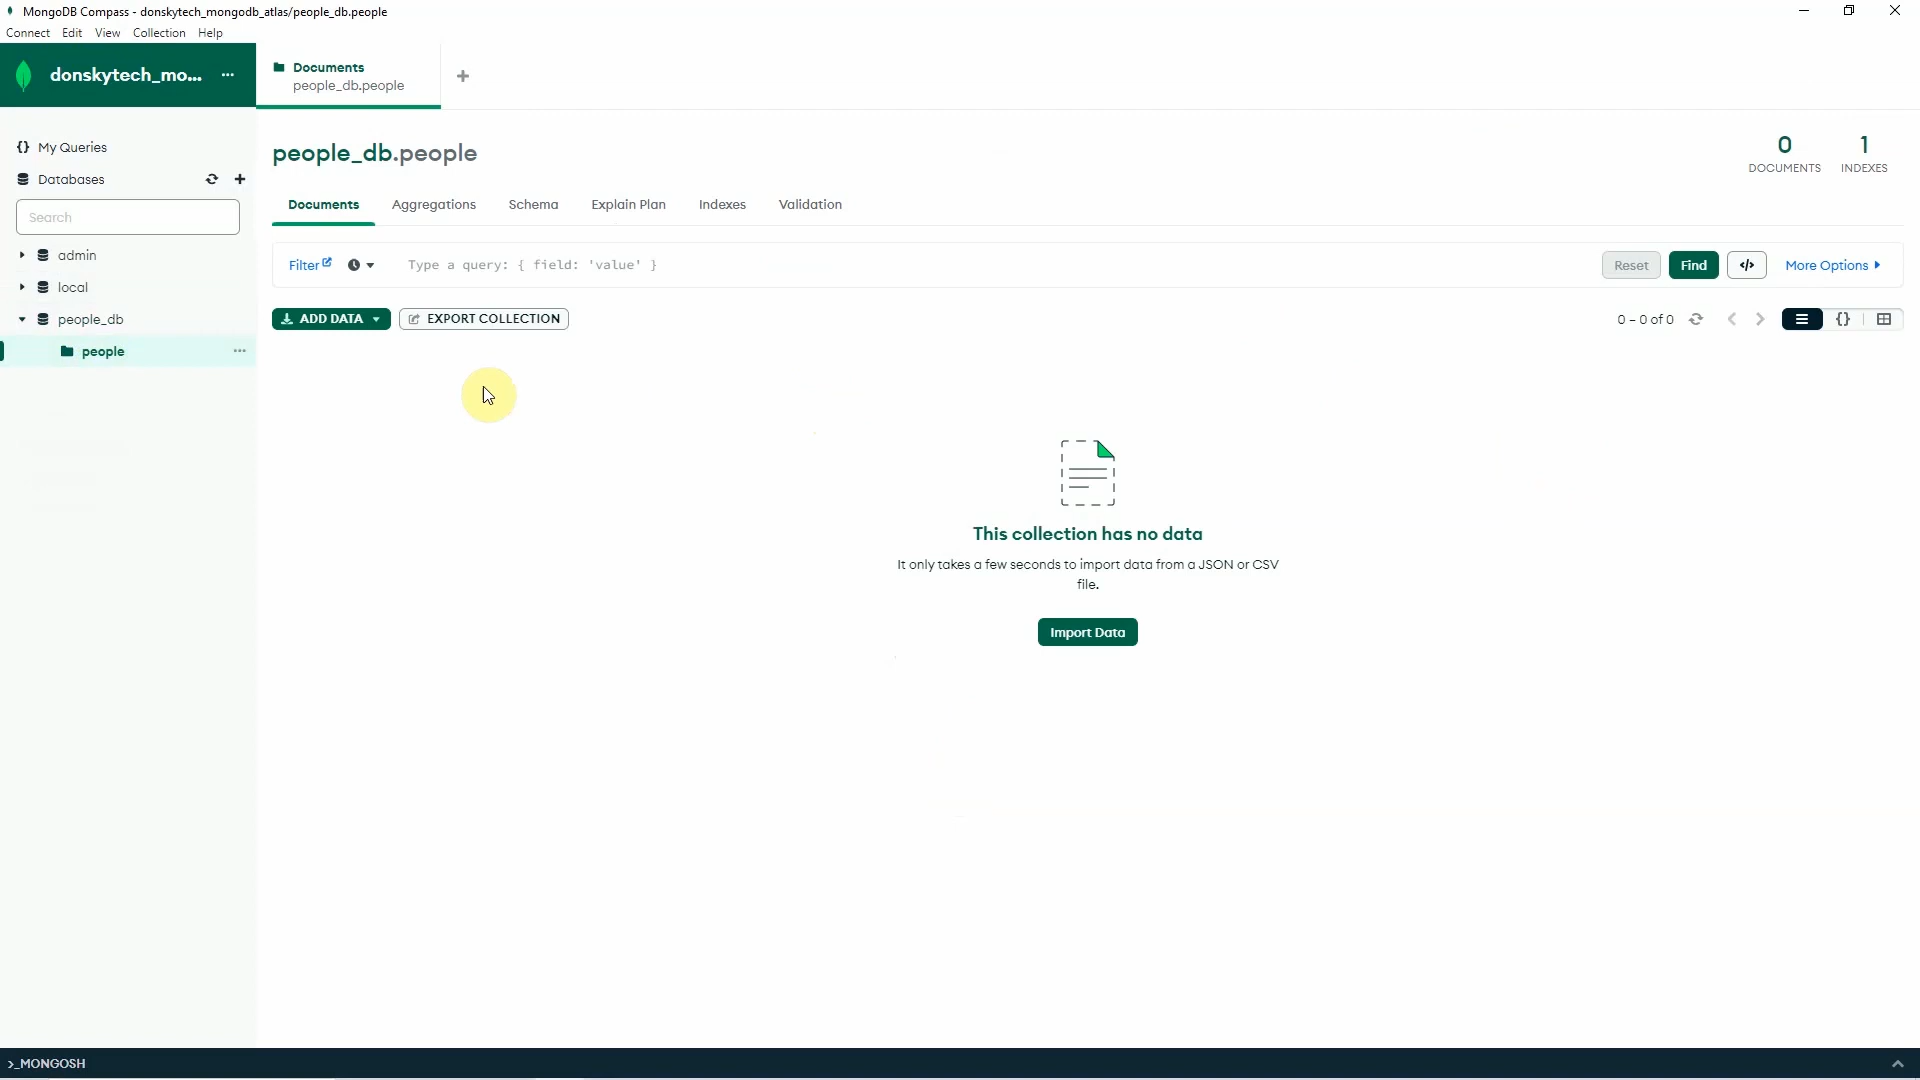 MongoDB Compass - donskytech_mongodb_atlas/people_db.people
Connect Edit View Collection Help
donskytech_mo... ...
Documents
people_db.people
+
{} My Queries
Databases
Search
admin
local
people_db
people ...
people_db.people
0
DOCUMENTS
1
INDEXES
Documents Aggregations Schema Explain Plan Indexes Validation
Filter Type a query: { field: 'value' } Reset Find </> More Options
ADD DATA EXPORT COLLECTION 0 – 0 of 0 {}
This collection has no data
It only takes a few seconds to import data from a JSON or CSV
file.
Import Data
>_MONGOSH